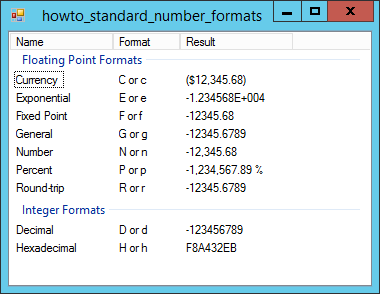 howto_standard_number_formats
Name Format Result
Floating Point Formats
Currency C or c ($12,345.68)
Exponential E or e -1.234568E+004
Fixed Point F or f -12345.68
General G or g -12345.6789
Number N or n -12,345.68
Percent P or p -1,234,567.89 %
Round-trip R or r -12345.6789
Integer Formats
Decimal D or d -123456789
Hexadecimal H or h F8A432EB